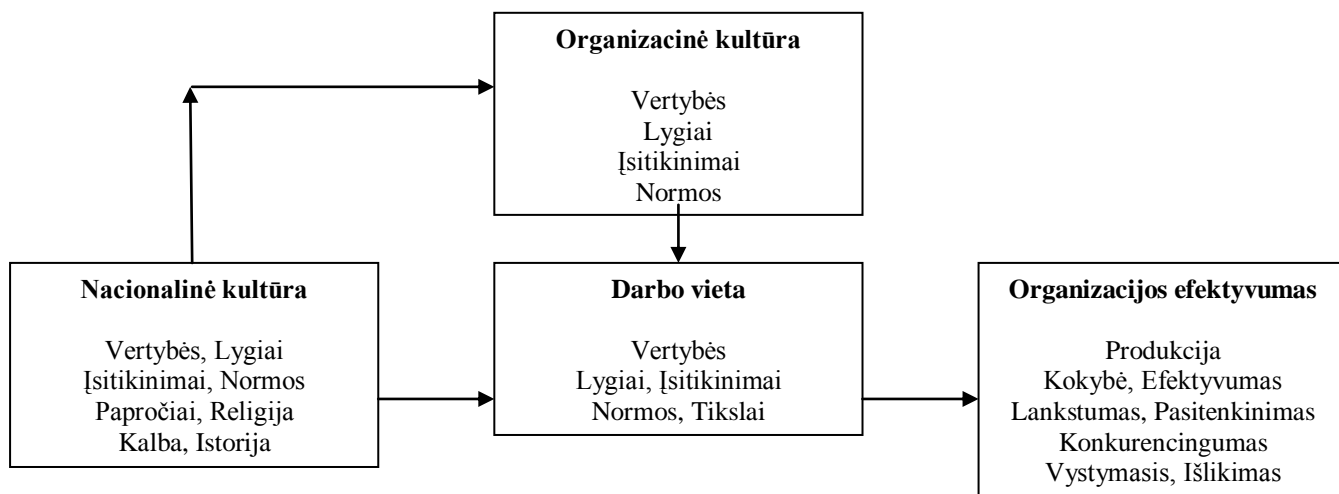 Organizacinė kultūra
Vertybės
Lygiai
Įsitikinimai
Normos
Nacionalinė kultūra
Vertybės, Lygiai
Įsitikinimai, Normos
Papročiai, Religija
Kalba, Istorija
Darbo vieta
Vertybės
Lygiai, Įsitikinimai
Normos, Tikslai
Organizacijos efektyvumas
Produkcija
Kokybė, Efektyvumas
Lankstumas, Pasitenkinimas
Konkurencingumas
Vystymasis, Išlikimas